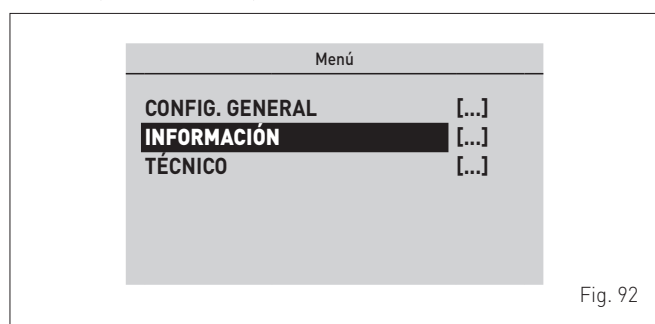 Menú
CONFIG. GENERAL [...]
INFORMACIÓN [...]
TÉCNICO [...]
Fig. 92